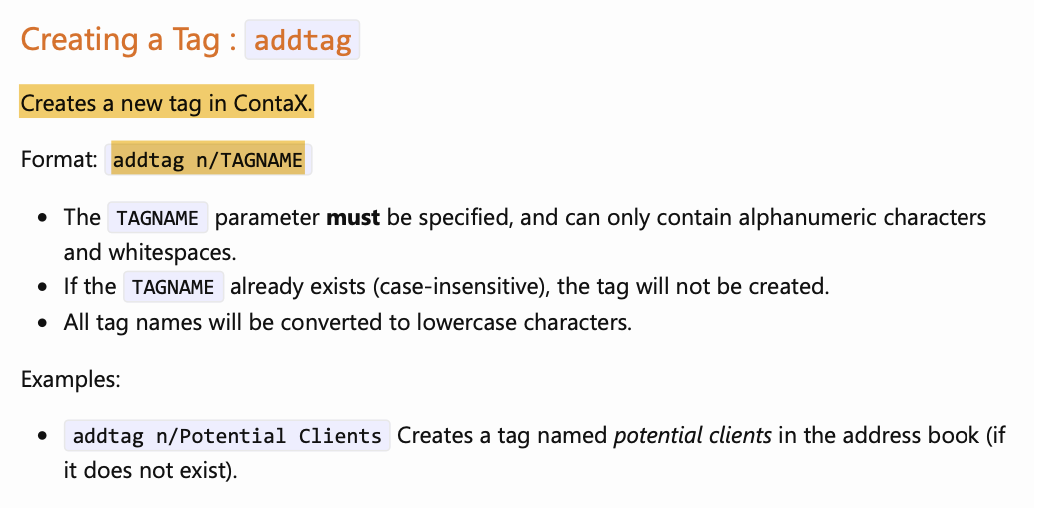 Creating a Tag : addtag
Creates a new tag in ContaX.
Format: addtag n/TAGNAME
• The TAGNAME parameter must be specified, and can only contain alphanumeric characters
and whitespaces.
• If the TAGNAME already exists (case-insensitive), the tag will not be created.
• All tag names will be converted to lowercase characters.
Examples:
• addtag n/Potential Clients Creates a tag named potential clients in the address book (if
it does not exist).